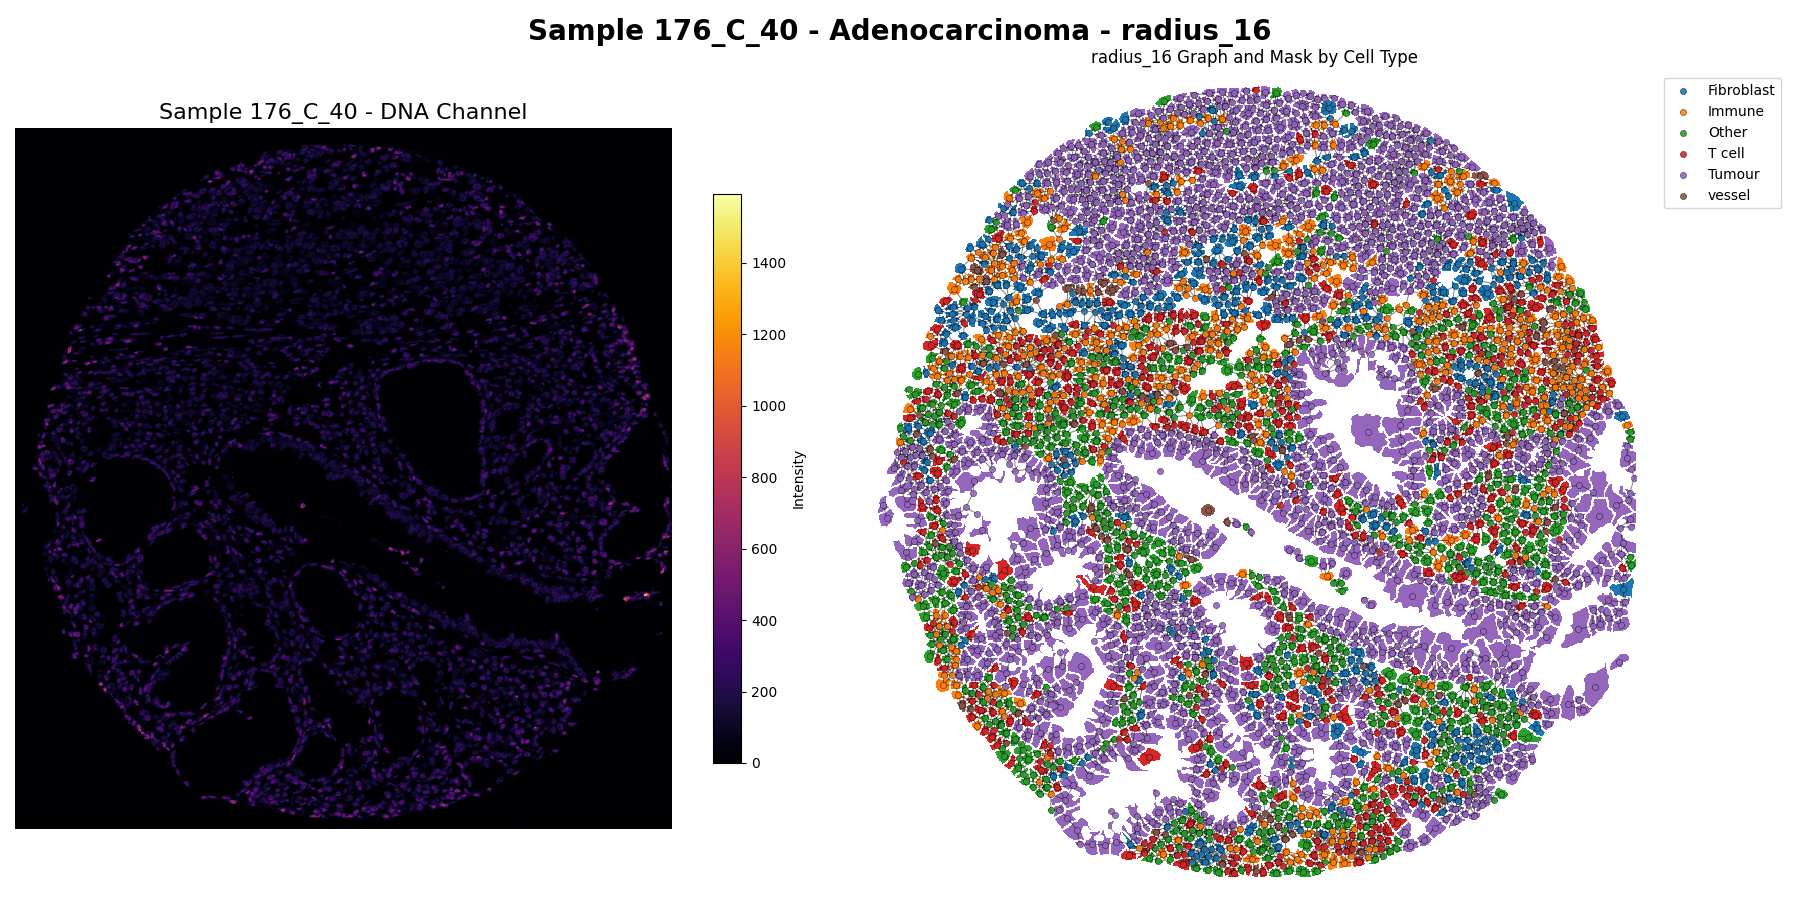 Sample 176_C_40 - Adenocarcinoma - radius_16
radius_16 Graph and Mask by Cell Type
Sample 176_C_40 - DNA Channel
Fibroblast
Immune
Other
T cell
Tumour
vessel
1400
1200
1000
800
600
400
200
0
Intensity